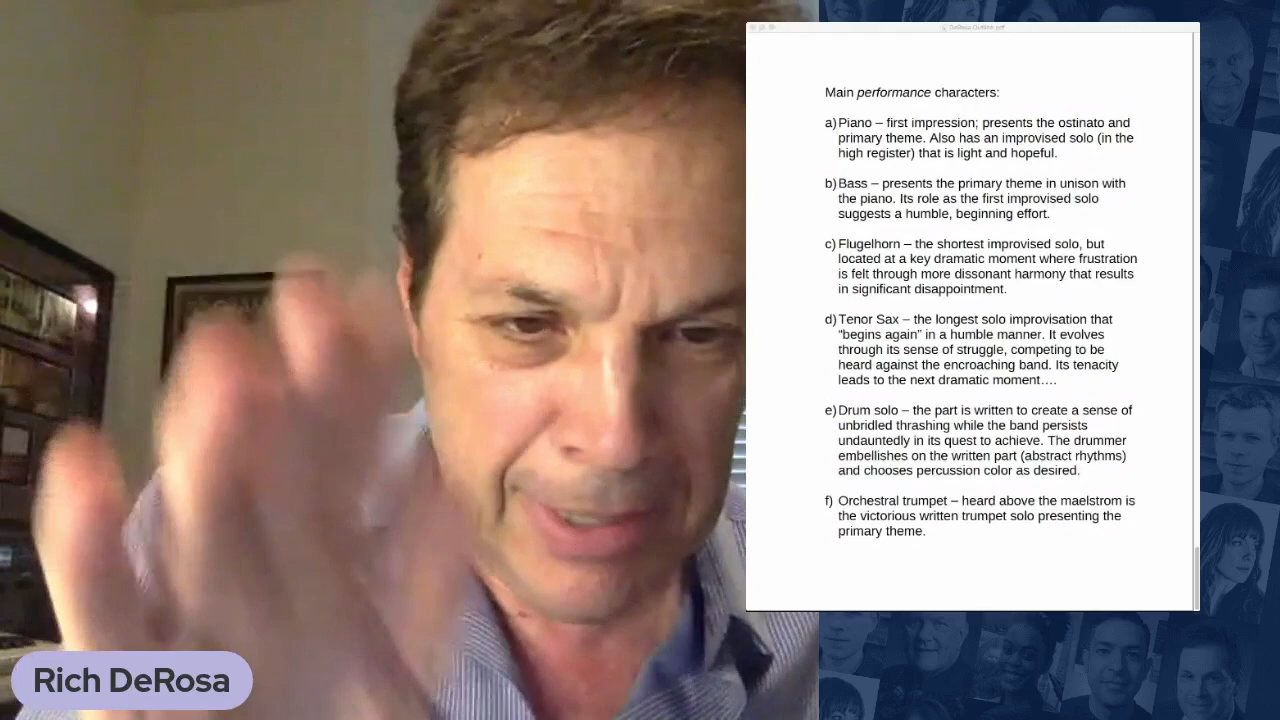 DeRosa Outline.pdf
Main performance characters:
a) Piano – first impression; presents the ostinato and
primary theme. Also has an improvised solo (in the
high register) that is light and hopeful.
b) Bass – presents the primary theme in unison with
the piano. Its role as the first improvised solo
suggests a humble, beginning effort.
c) Flugelhorn – the shortest improvised solo, but
located at a key dramatic moment where frustration
is felt through more dissonant harmony that results
in significant disappointment.
d) Tenor Sax – the longest solo improvisation that
“begins again” in a humble manner. It evolves
through its sense of struggle, competing to be
heard against the encroaching band. Its tenacity
leads to the next dramatic moment….
e) Drum solo – the part is written to create a sense of
unbridled thrashing while the band persists
undauntedly in its quest to achieve. The drummer
embellishes on the written part (abstract rhythms)
and chooses percussion color as desired.
f) Orchestral trumpet – heard above the maelstrom is
the victorious written trumpet solo presenting the
primary theme.
Rich DeRosa